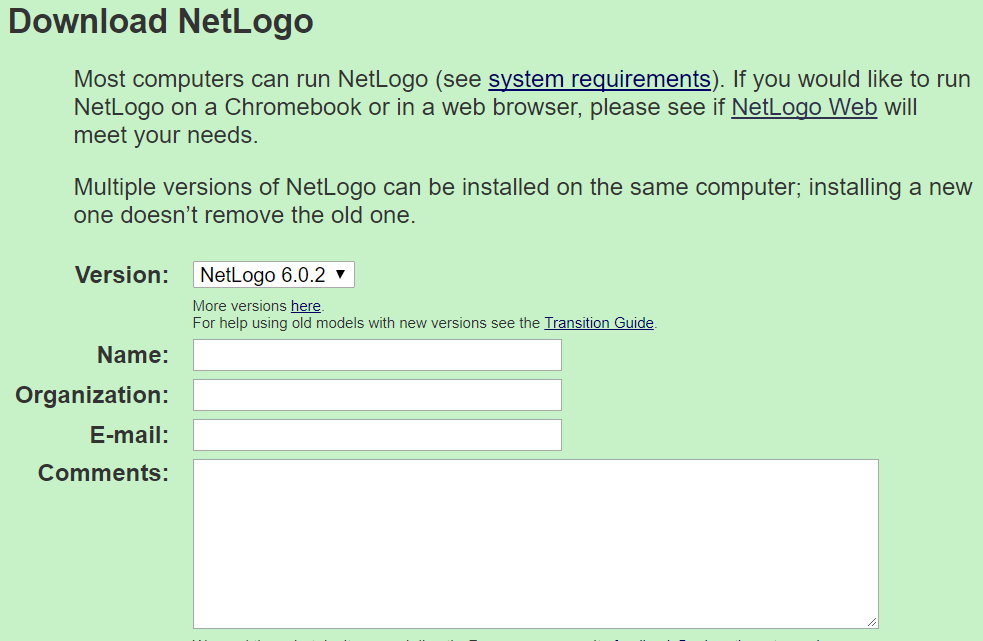 Download NetLogo
Most computers can run NetLogo (see system requirements). If you would like to run
NetLogo on a Chromebook or in a web browser, please see if NetLogo Web will
meet your needs.
Multiple versions of NetLogo can be installed on the same computer; installing a new
one doesn’t remove the old one.
Version: NetLogo 6.0.2 ▼
More versions here.
For help using old models with new versions see the Transition Guide.
Name:
Organization:
E-mail:
Comments: